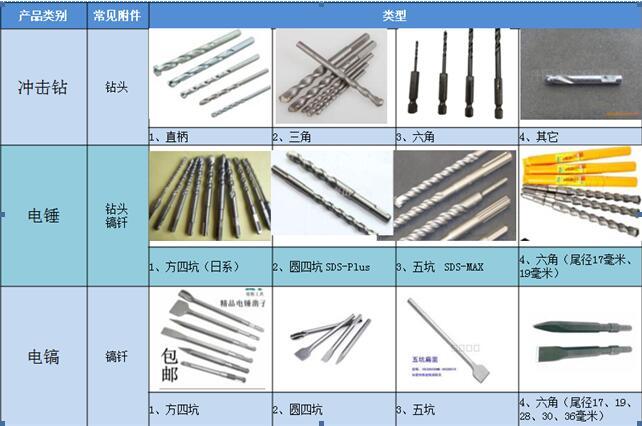 产品类别 常见附件 类型
冲击钻 钻头
1、直柄 2、三角 3、六角 4、其它
电锤 钻头
镐钎
1、方四坑（日系） 2、圆四坑SDS-Plus 3、五坑 SDS-MAX 4、六角（尾径17毫米、
19毫米）
电镐 镐钎
精品电锤凿子
包
邮
五坑扁凿
1、方四坑 2、圆四坑 3、五坑 4、六角（尾径17、19、
28、30、36毫米）